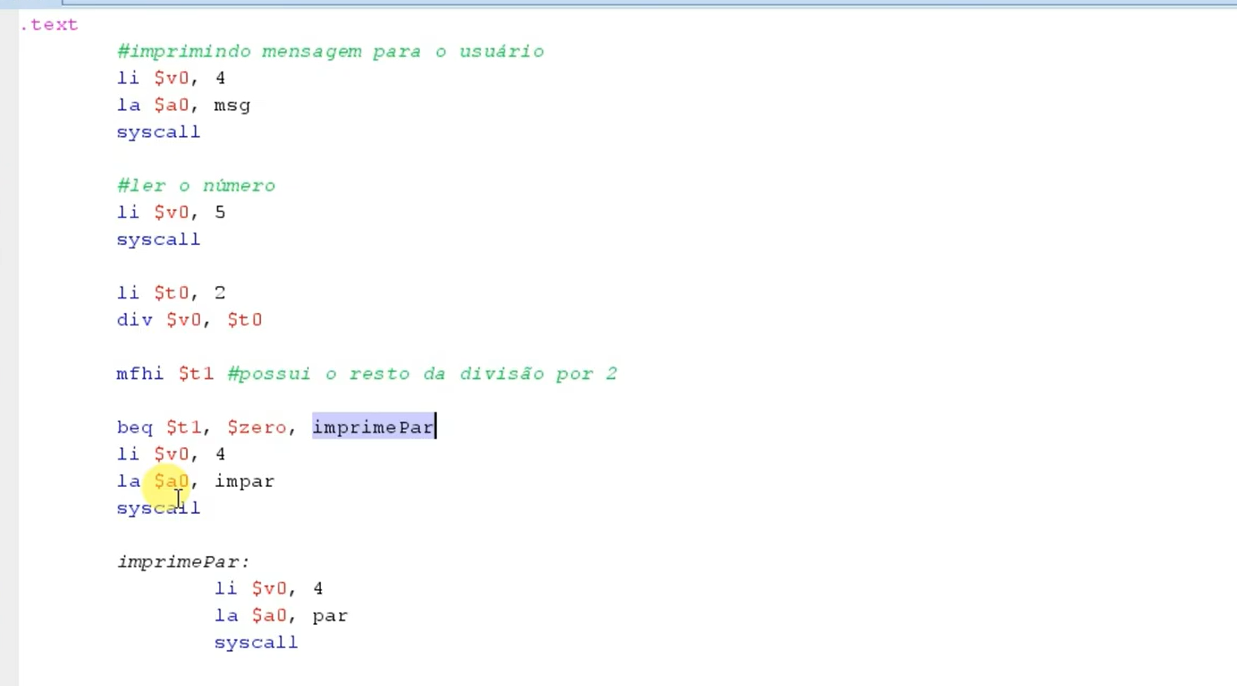 .text
#imprimindo mensagem para o usuário
li $v0, 4
la $a0, msg
syscall
#ler o número
li $v0, 5
syscall
li $t0, 2
div $v0, $t0
mfhi $t1 #possui o resto da divisão por 2
beq $t1, $zero, imprimePar
li $v0, 4
la $a0, impar
syscall
imprimePar:
li $v0, 4
la $a0, par
syscall